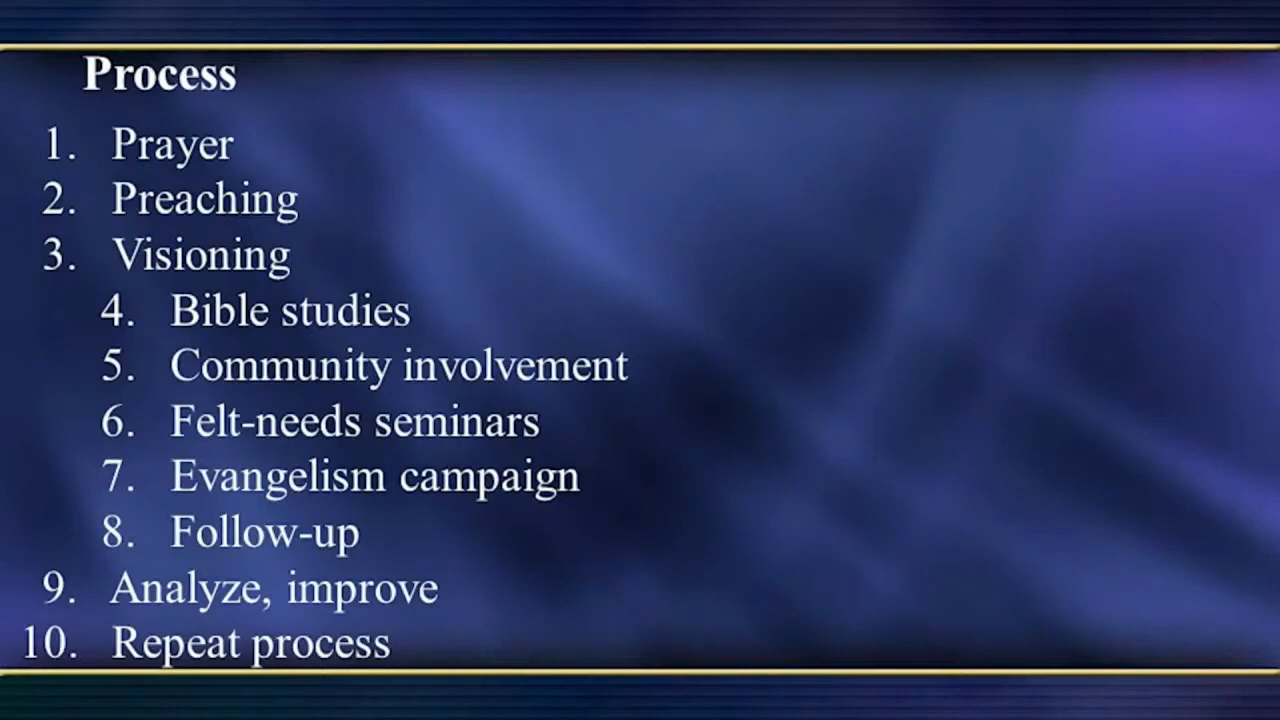 Process
1. Prayer
2. Preaching
3. Visioning
4. Bible studies
5. Community involvement
6. Felt-needs seminars
7. Evangelism campaign
8. Follow-up
9. Analyze, improve
10. Repeat process